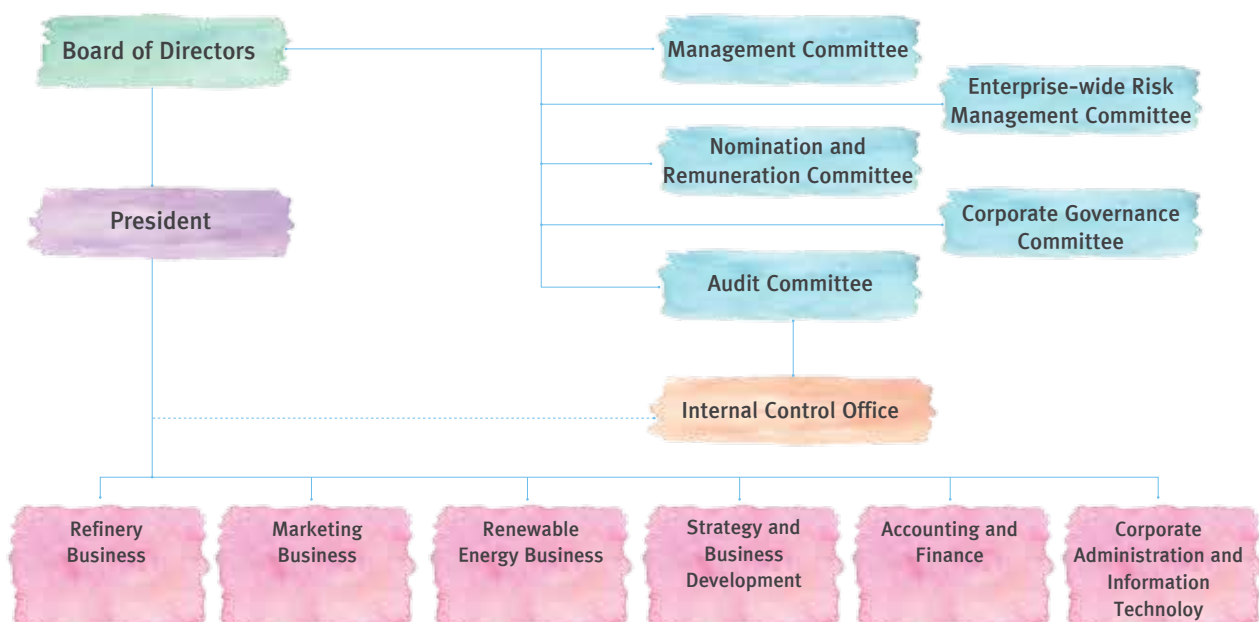 Board of Directors
Management Committee
Enterprise-wide Risk
Management Committee
Nomination and
Remuneration Committee
President
Corporate Governance
Committee
Audit Committee
Internal Control Office
Refinery
Business
Marketing
Business
Renewable
Energy Business
Strategy and
Business
Development
Accounting and
Finance
Corporate
Administration and
Information
Technoloy